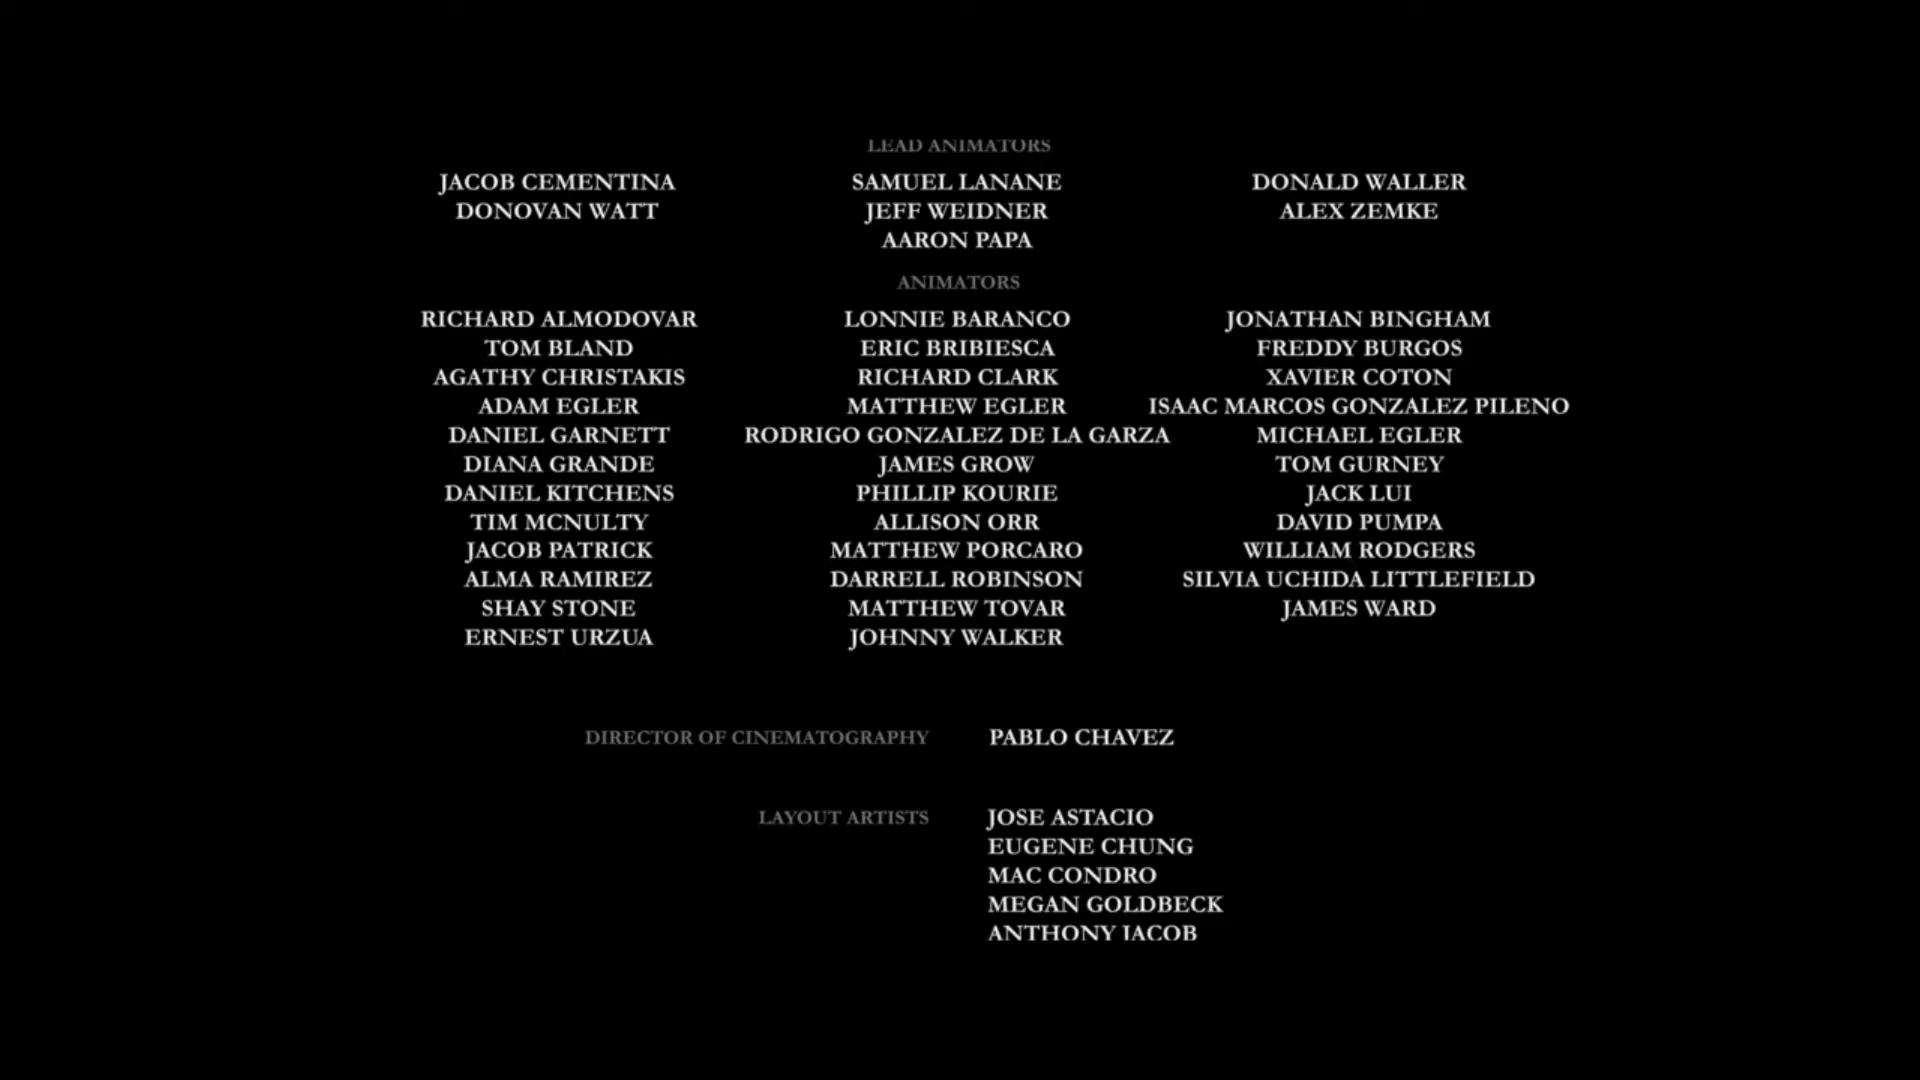 LEAD ANIMATORS
JACOB CEMENTINA SAMUEL LANANE DONALD WALLER
DONOVAN WATT JEFF WEIDNER ALEX ZEMKE
AARON PAPA
ANIMATORS
RICHARD ALMODOVAR LONNIE BARANCO JONATHAN BINGHAM
TOM BLAND ERIC BRIBIESCA FREDDY BURGOS
AGATHY CHRISTAKIS RICHARD CLARK XAVIER COTON
ADAM EGLER MATTHEW EGLER ISAAC MARCOS GONZALEZ PILENO
DANIEL GARNETT RODRIGO GONZALEZ DE LA GARZA MICHAEL EGLER
DIANA GRANDE JAMES GROW TOM GURNEY
DANIEL KITCHENS PHILLIP KOURIE JACK LUI
TIM MCNULTY ALLISON ORR DAVID PUMPA
JACOB PATRICK MATTHEW PORCARO WILLIAM RODGERS
ALMA RAMIREZ DARRELL ROBINSON SILVIA UCHIDA LITTLEFIELD
SHAY STONE MATTHEW TOVAR JAMES WARD
ERNEST URZUA JOHNNY WALKER
DIRECTOR OF CINEMATOGRAPHY PABLO CHAVEZ
LAYOUT ARTISTS JOSE ASTACIO
EUGENE CHUNG
MAC CONDRO
MEGAN GOLDBECK
ANTHONY JACOB